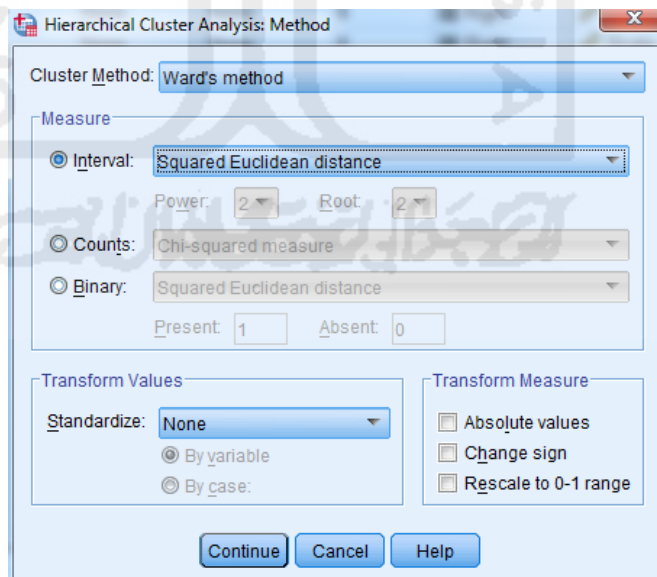 Hierarchical Cluster Analysis: Method
Cluster Method: Ward's method
Measure
Interval: Squared Euclidean distance
Power: 2 Root: 2
Counts: Chi-squared measure
Binary: Squared Euclidean distance
Present: 1 Absent: 0
Transform Values
Standardize: None
By variable
By case:
Transform Measure
Absolute values
Change sign
Rescale to 0-1 range
Continue Cancel Help